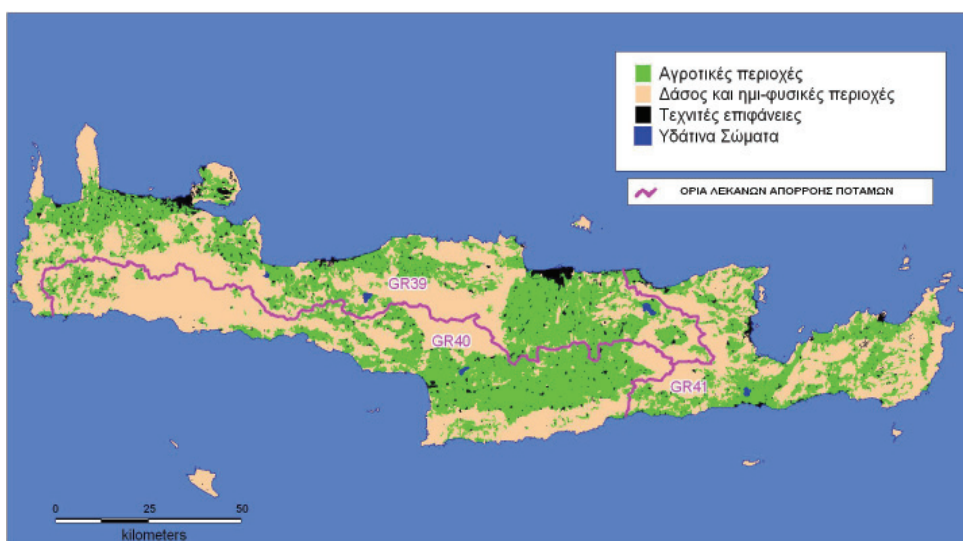 Αγροτικές περιοχές
Δάσος και ημι-φυσικές περιοχές
Τεχνιτές επιφάνειες
Υδάτινα Σώματα
ΟΡΙΑ ΛΕΚΑΝΩΝ ΑΠΟΡΡΟΗΣ ΠΟΤΑΜΩΝ
GR39
GR40
GR41
0 25 50
kilometers